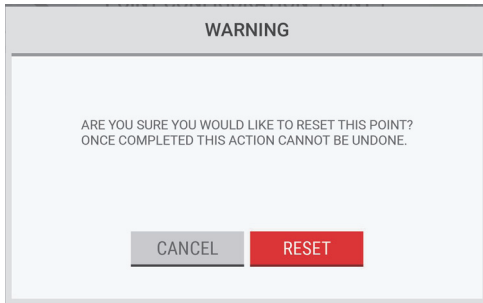 WARNING
ARE YOU SURE YOU WOULD LIKE TO RESET THIS POINT?
ONCE COMPLETED THIS ACTION CANNOT BE UNDONE.
CANCEL
RESET